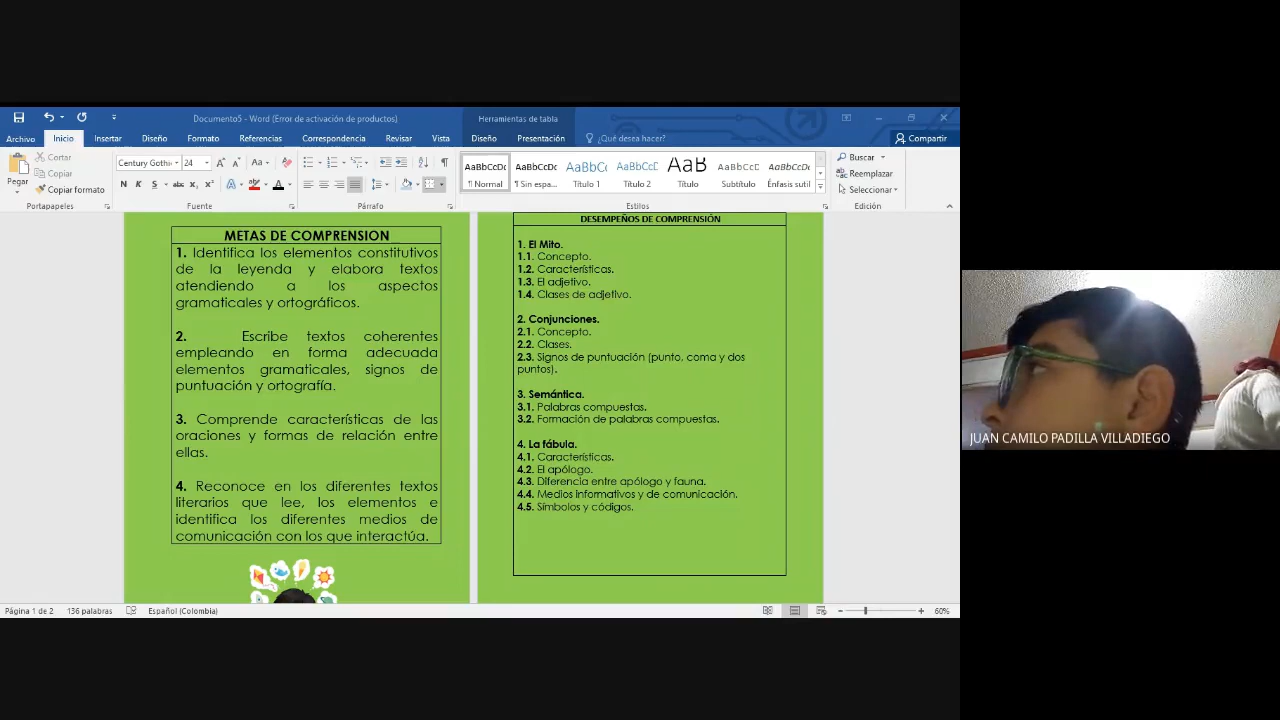 Documento5 - Word (Error de activación de productos)
Herramientas de tabla
Archivo Inicio Insertar Diseño Formato Referencias Correspondencia Revisar Vista Diseño Presentación ¿Qué desea hacer? Compartir
Pegar
Cortar
Copiar
Copiar formato
Portapapeles
Century Gothi 24
N K S abc x₂ x²
Fuente
Párrafo
AaBbCcDc AaBbCcDc AaBbC AaBbCcC AaB AaBbCcD AaBbCcDc
¶ Normal ¶ Sin espa... Título 1 Título 2 Título Subtítulo Énfasis sutil
Estilos
Buscar
Reemplazar
Seleccionar
Edición
METAS DE COMPRENSION
1. Identifica los elementos constitutivos
de la leyenda y elabora textos
atendiendo a los aspectos
gramaticales y ortográficos.
2. Escribe textos coherentes
empleando en forma adecuada
elementos gramaticales, signos de
puntuación y ortografía.
3. Comprende características de las
oraciones y formas de relación entre
ellas.
4. Reconoce en los diferentes textos
literarios que lee, los elementos e
identifica los diferentes medios de
comunicación con los que interactúa.
DESEMPEÑOS DE COMPRENSIÓN
1. El Mito.
1.1. Concepto.
1.2. Características.
1.3. El adjetivo.
1.4. Clases de adjetivo.
2. Conjunciones.
2.1. Concepto.
2.2. Clases.
2.3. Signos de puntuación (punto, coma y dos
puntos).
3. Semántica.
3.1. Palabras compuestas.
3.2. Formación de palabras compuestas.
4. La fábula.
4.1. Características.
4.2. El apólogo.
4.3. Diferencia entre apólogo y fauna.
4.4. Medios informativos y de comunicación.
4.5. Símbolos y códigos.
Página 1 de 2 136 palabras Español (Colombia) 60%
JUAN CAMILO PADILLA VILLADIEGO